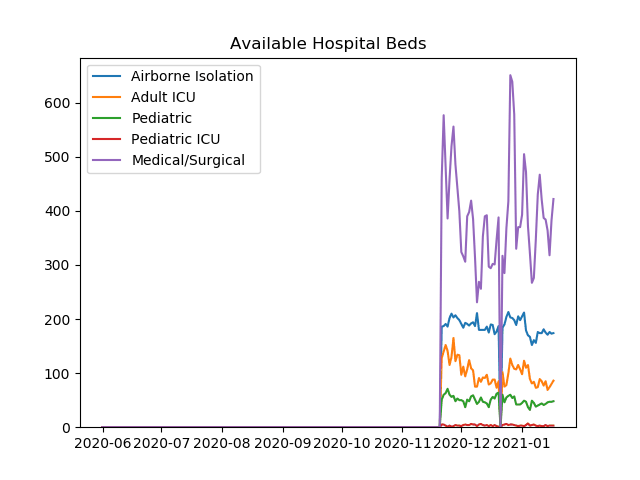 Available Hospital Beds
Airborne Isolation
Adult ICU
Pediatric
Pediatric ICU
Medical/Surgical
600
500
400
300
200
100
0
2020-06 2020-07 2020-08 2020-09 2020-10 2020-11 2020-12 2021-01